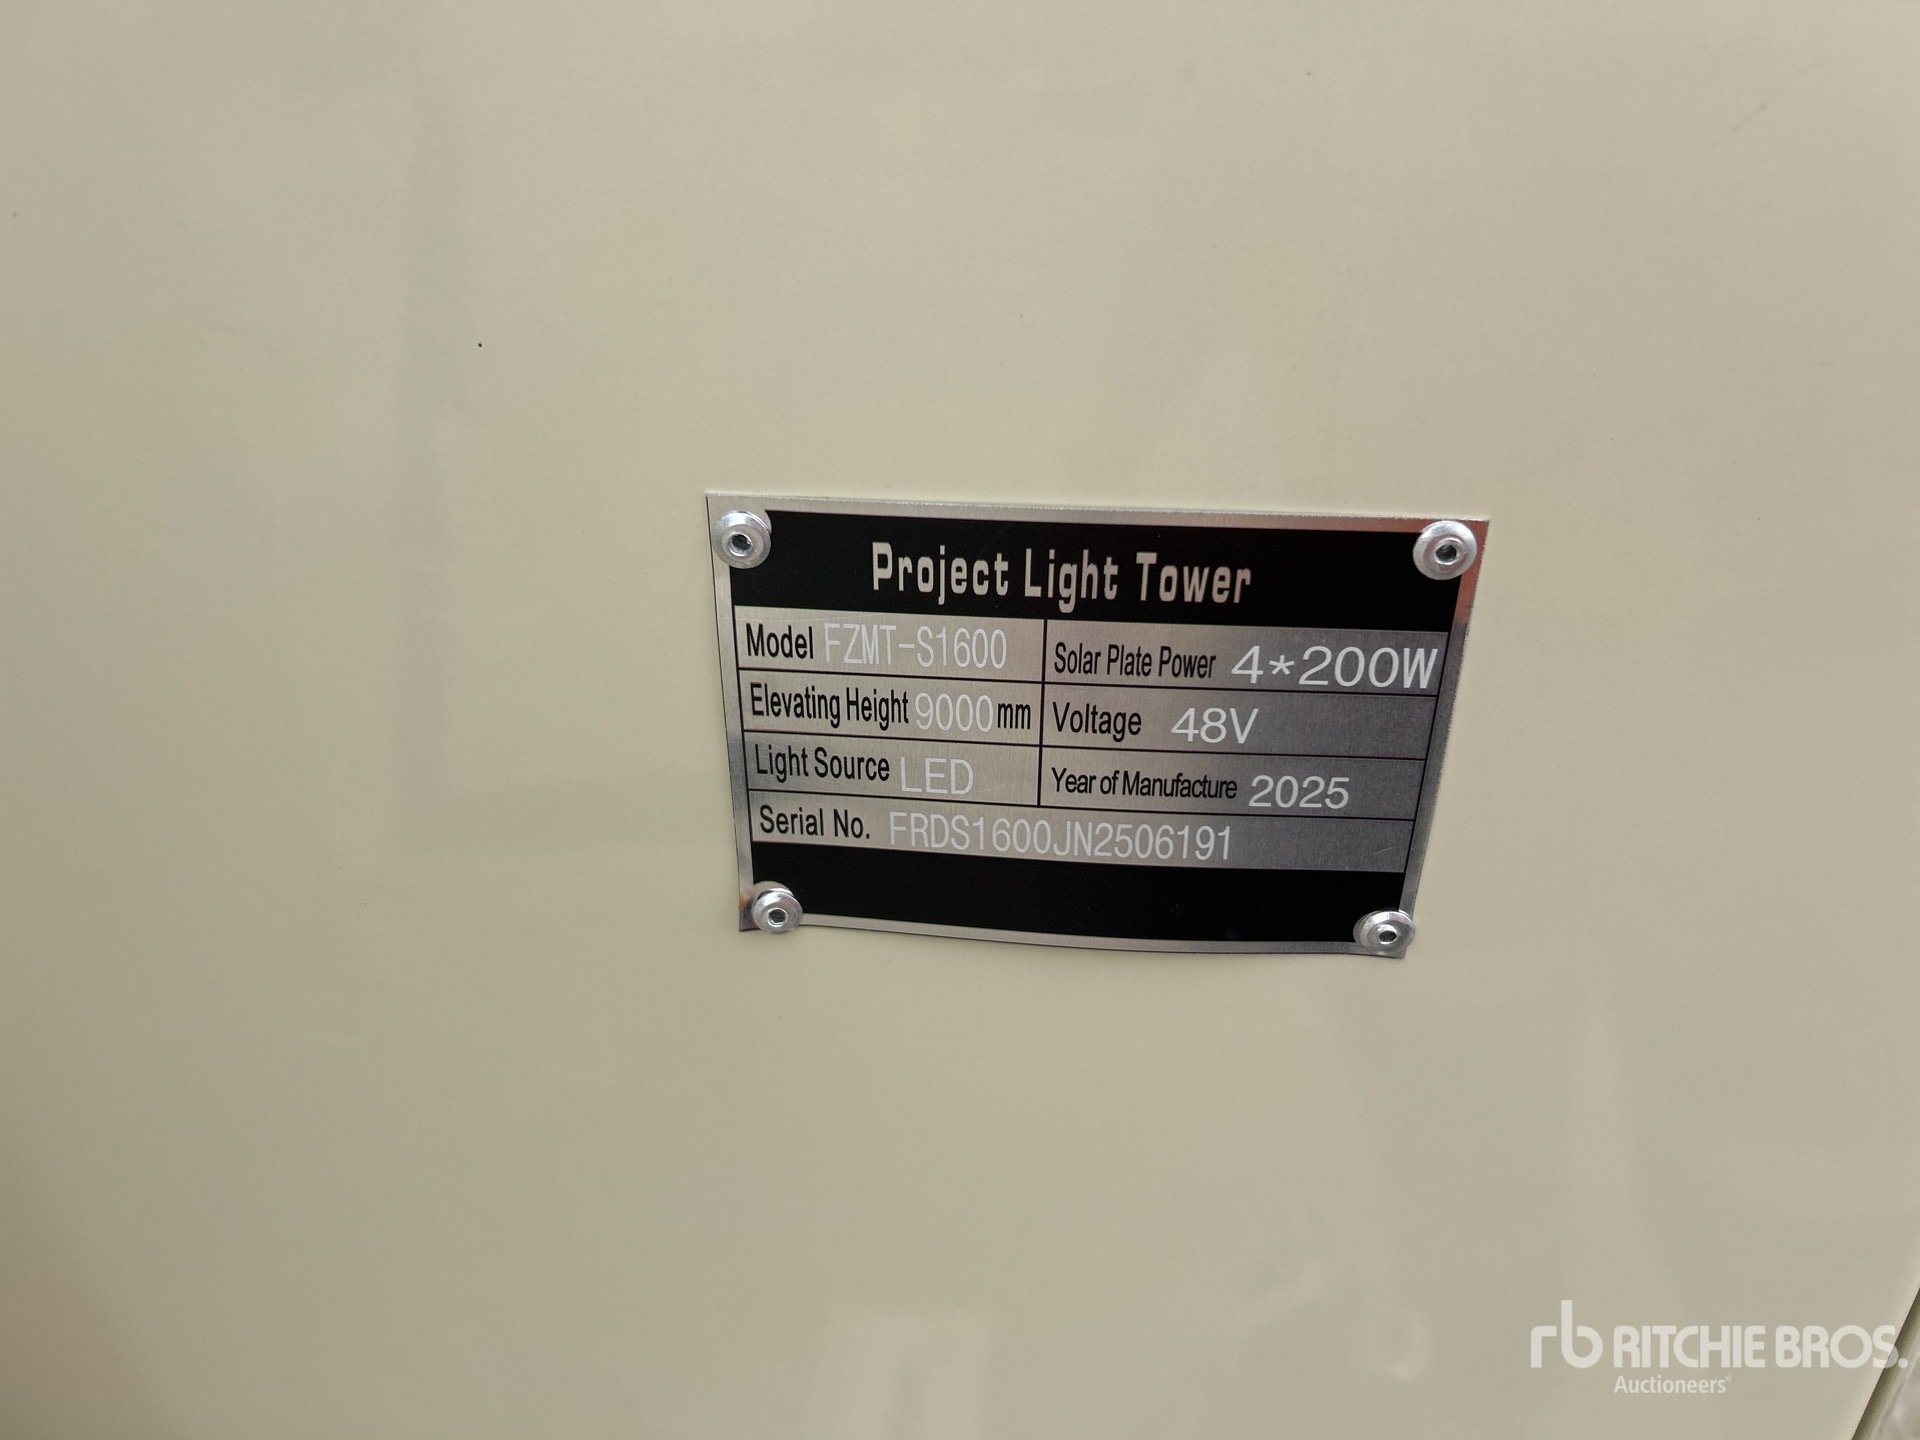 Project Light Tower
Model FZMT-S1600
Solar Plate Power 4*200W
Elevating Height 9000mm
Voltage 48V
Light Source LED
Year of Manufacture 2025
Serial No. FRDS1600JN2506191
rb RITCHIE BROS.
Auctioneers